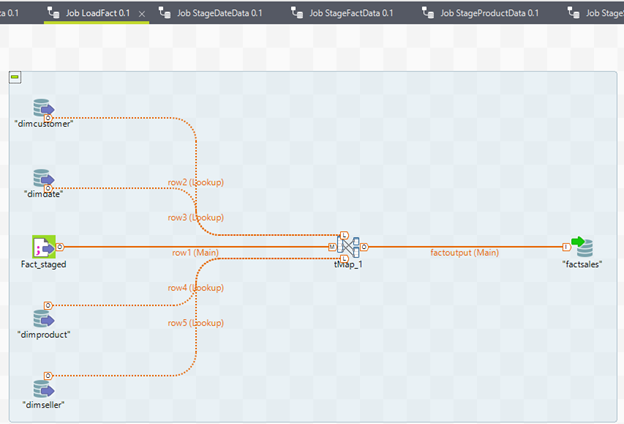 a 0.1
Job LoadFact 0.1
Job StageDateData 0.1
Job StageFactData 0.1
Job StageProductData 0.1
Job StageS
"dimcustomer"
row2 (Lookup)
"dimdate"
row3 (Lookup)
Fact_staged
row1 (Main)
tMap_1
factoutput (Main)
"factsales"
row4 (Lookup)
"dimproduct"
row5 (Lookup)
"dimseller"